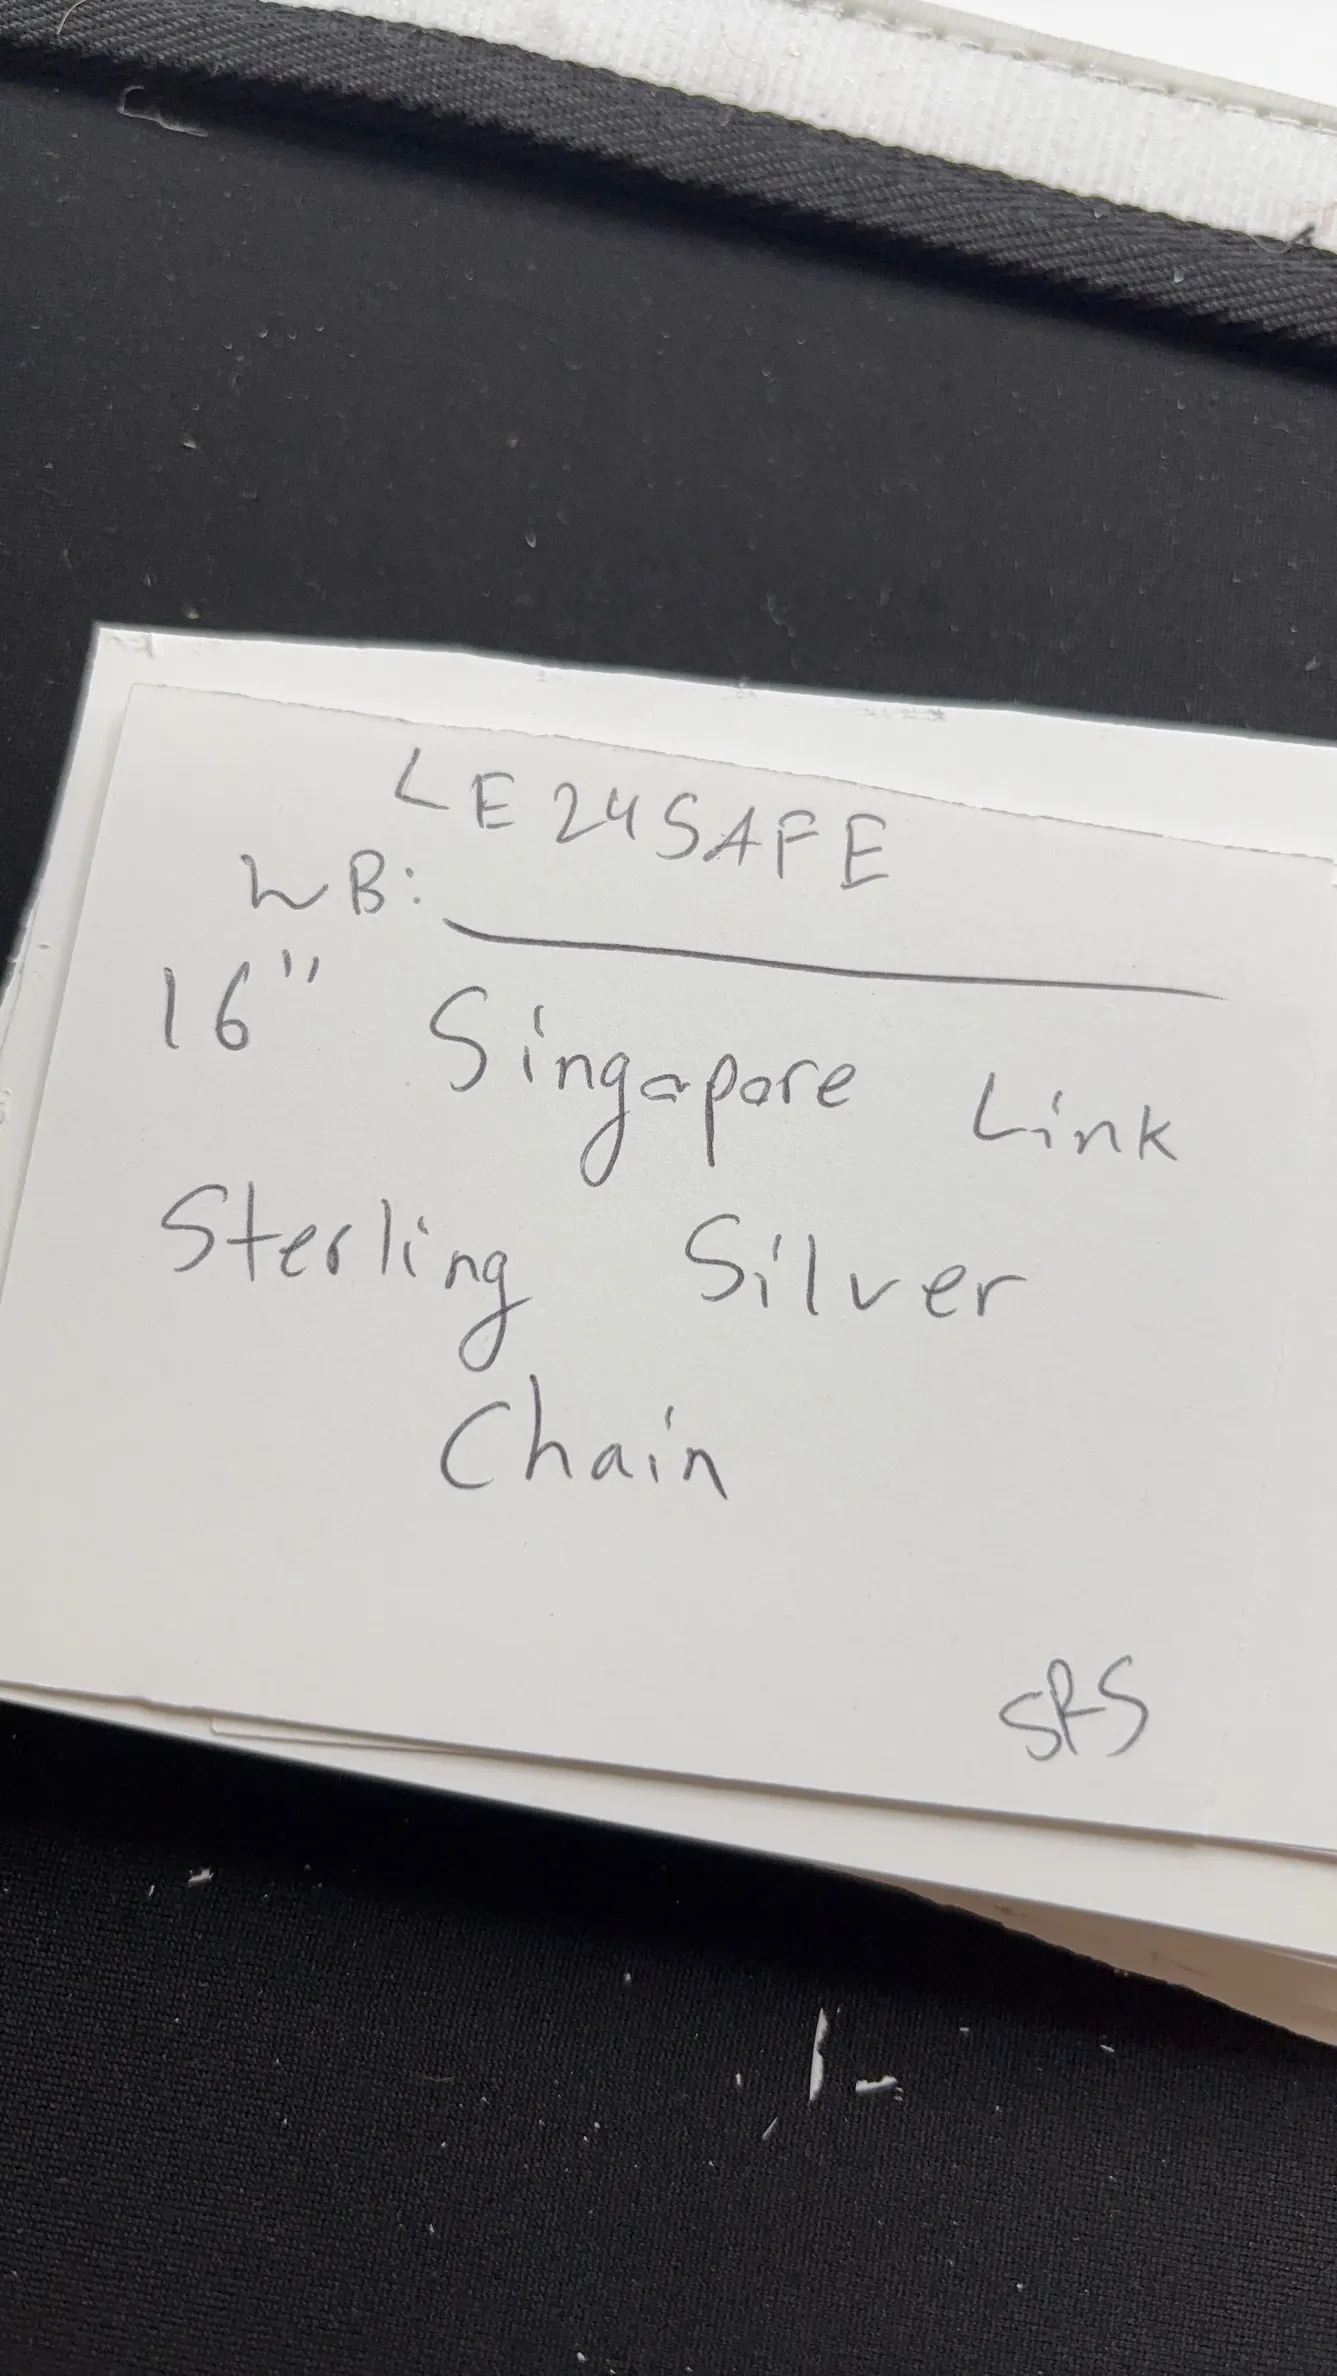 LE24SAFE
WB:
16" Singapore Link
Sterling Silver
Chain
SRS